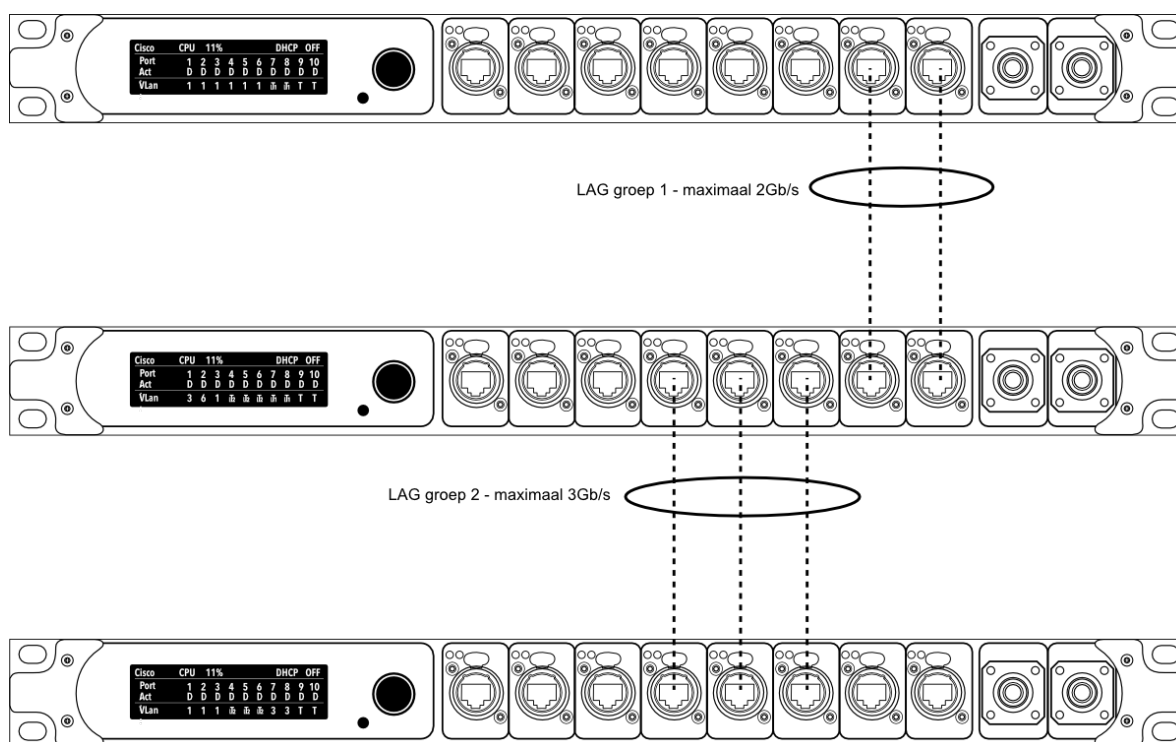 Cisco CPU 11% DHCP OFF
Port 1 2 3 4 5 6 7 8 9 10
Act D D D D D D D D D D
VLan 1 1 1 1 1 1 T T
LAG groep 1 - maximaal 2Gb/s
Cisco CPU 11% DHCP OFF
Port 1 2 3 4 5 6 7 8 9 10
Act D D D D D D D D D D
VLan 3 6 1 T T
LAG groep 2 - maximaal 3Gb/s
Cisco CPU 11% DHCP OFF
Port 1 2 3 4 5 6 7 8 9 10
Act D D D D D D D D D D
VLan 1 1 1 3 3 T T